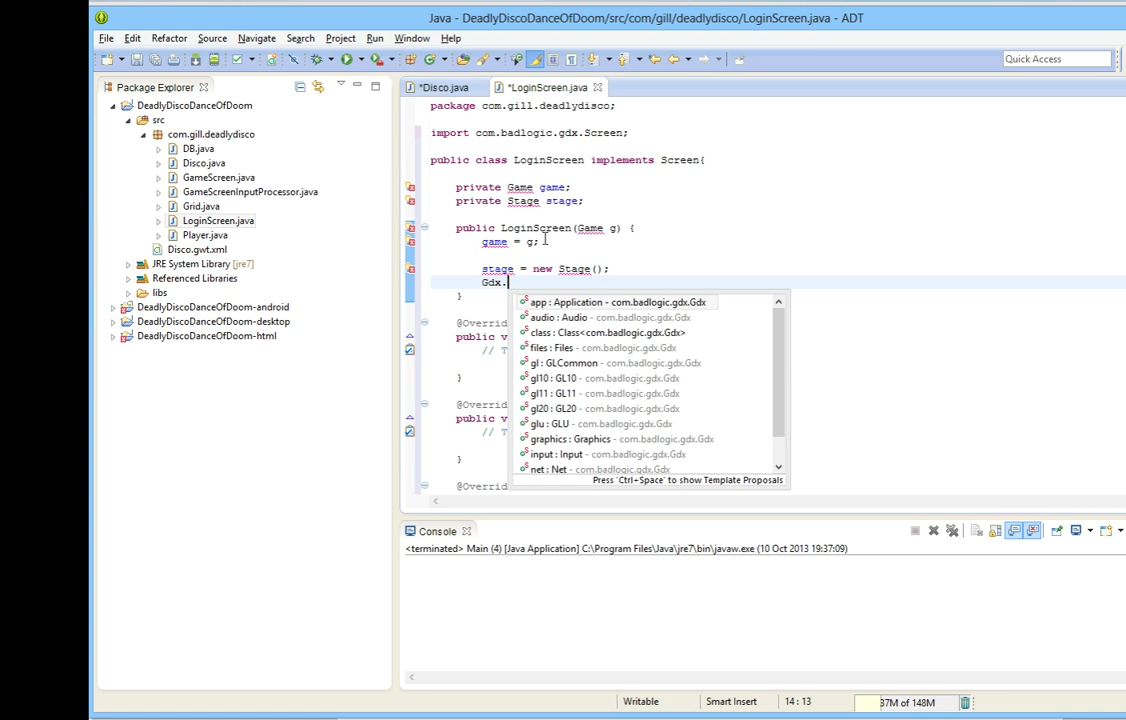 Java - DeadlyDiscoDanceOfDoom/src/com/gill/deadlydisco/LoginScreen.java - ADT
File Edit Refactor Source Navigate Search Project Run Window Help
Quick Access
Package Explorer
DeadlyDiscoDanceOfDoom
src
com.gill.deadlydisco
DB.java
Disco.java
GameScreen.java
GameScreenInputProcessor.java
Grid.java
LoginScreen.java
Player.java
Disco.gwt.xml
JRE System Library [jre7]
Referenced Libraries
libs
DeadlyDiscoDanceOfDoom-android
DeadlyDiscoDanceOfDoom-desktop
DeadlyDiscoDanceOfDoom-html
*Disco.java *LoginScreen.java
package com.gill.deadlydisco;
import com.badlogic.gdx.Screen;
public class LoginScreen implements Screen{
private Game game;
private Stage stage;
public LoginScreen(Game g) {
game = g;
stage = new Stage();
Gdx.
}
@Overrid
public v
// T
}
@Overrid
public v
// T
}
@Overrid
app : Application - com.badlogic.gdx.Gdx
audio : Audio - com.badlogic.gdx.Gdx
class : Class<com.badlogic.gdx.Gdx>
files : Files - com.badlogic.gdx.Gdx
gl : GLCommon - com.badlogic.gdx.Gdx
gl10 : GL10 - com.badlogic.gdx.Gdx
gl11 : GL11 - com.badlogic.gdx.Gdx
gl20 : GL20 - com.badlogic.gdx.Gdx
glu : GLU - com.badlogic.gdx.Gdx
graphics : Graphics - com.badlogic.gdx.Gdx
input : Input - com.badlogic.gdx.Gdx
net : Net - com.badlogic.gdx.Gdx
Press 'Ctrl+Space' to show Template Proposals
Console
<terminated> Main (4) [Java Application] C:\Program Files\Java\jre7\bin\javaw.exe (10 Oct 2013 19:37:09)
Writable Smart Insert 14 : 13 37M of 148M